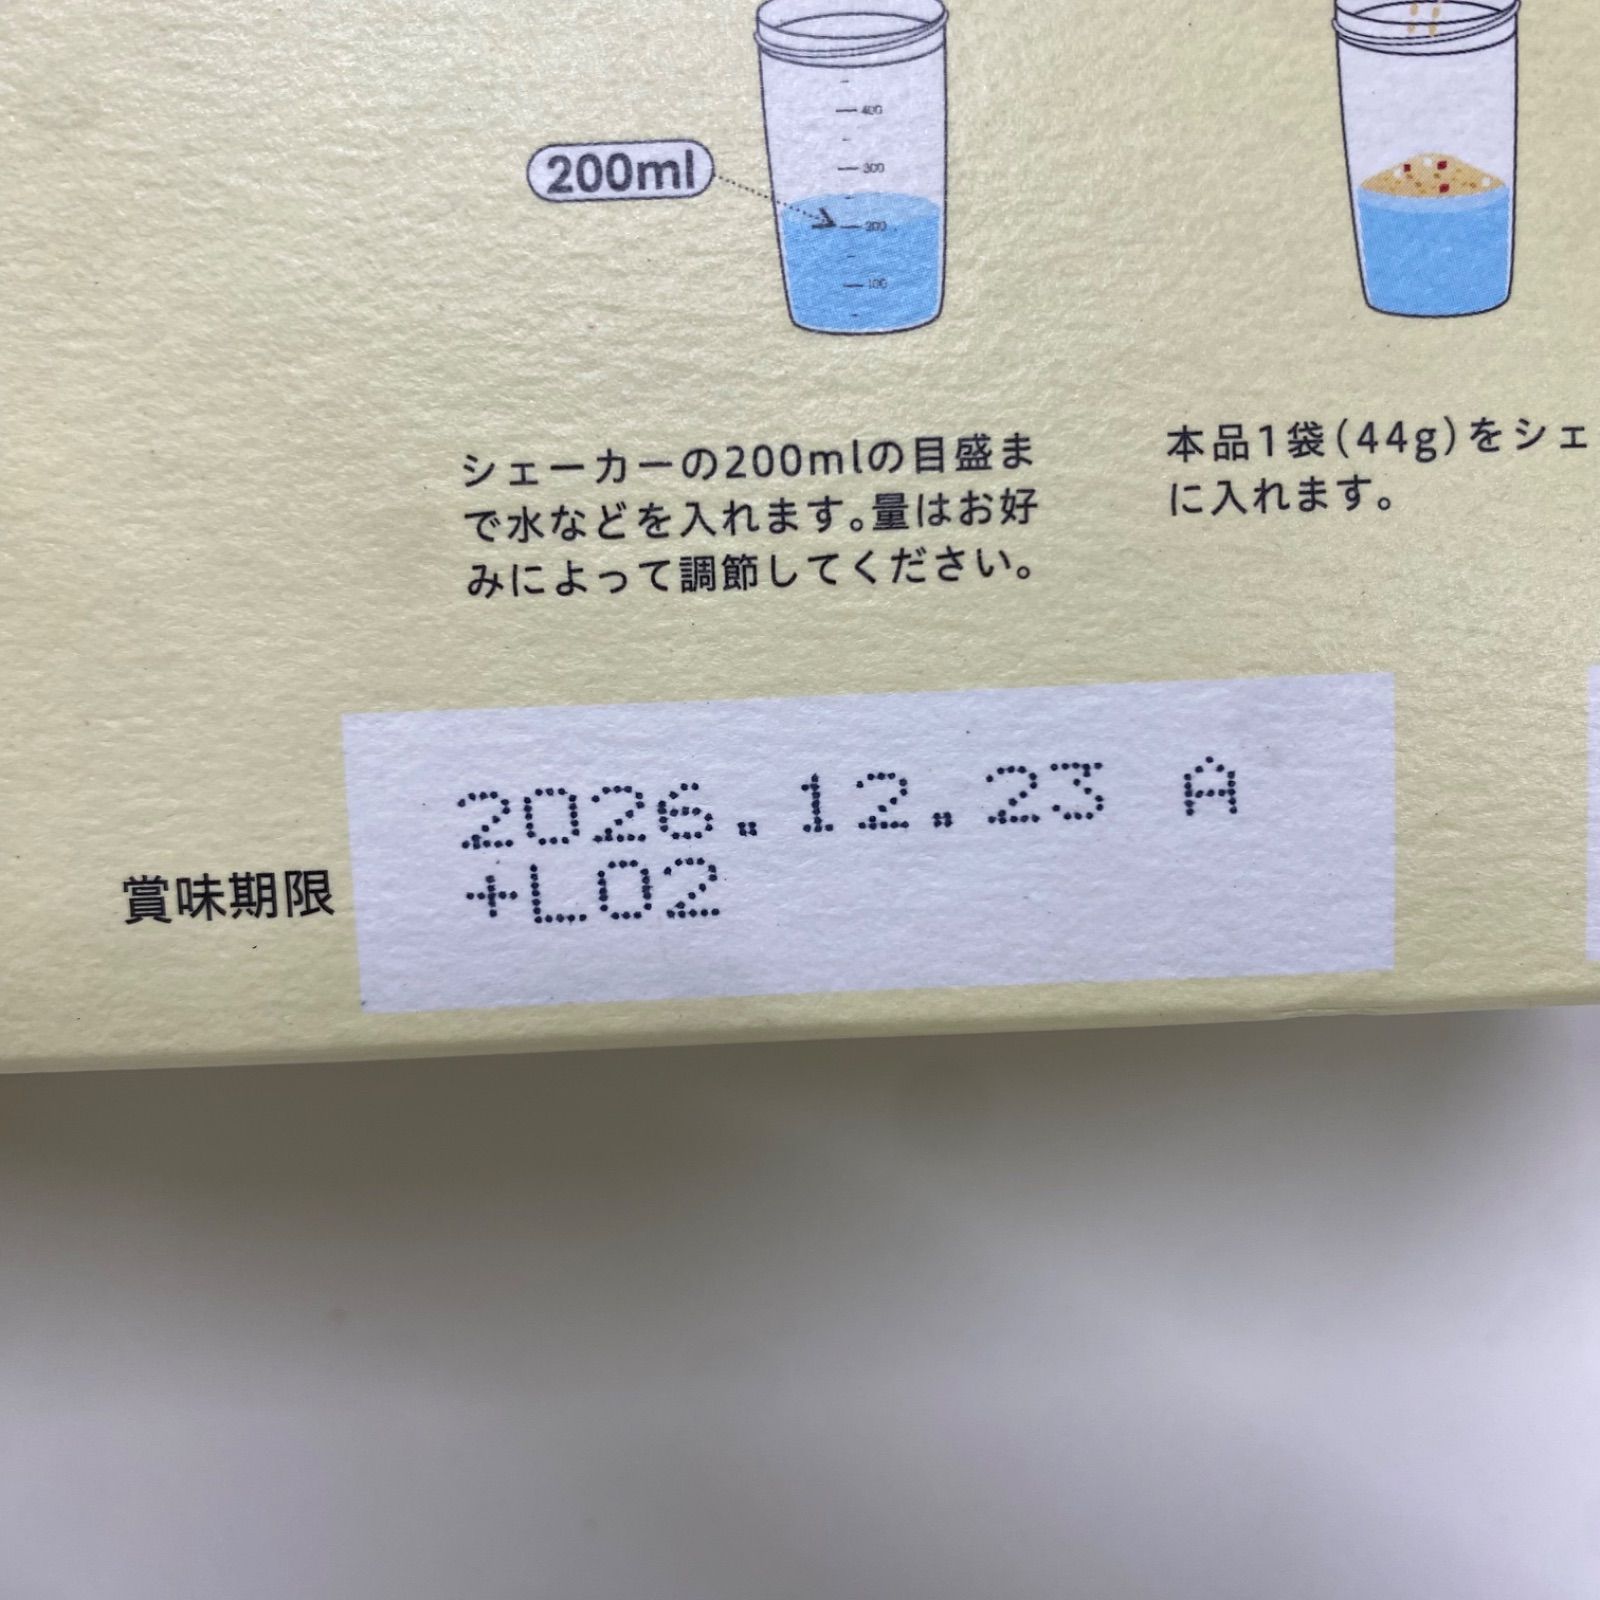 400
300
200ml
200
100
シェーカーの200mlの目盛ま
で水などを入れます。量はお好
みによって調節してください。
本品1袋(44g)をシェ
に入れます。
2026.12.23 A
+L02
賞味期限